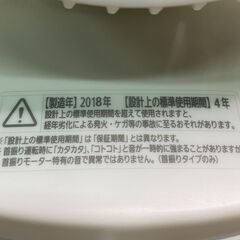 【製造年】2018年 【設計上の標準使用期間】4年
設計上の標準使用期間を超えて使用されますと、
経年劣化による発火・ケガ等の事故に至るおそれがあります。
※「設計上の標準使用期間」は「保証期間」とは異なります。
※ 首振り運転時に「カタカタ」、「コトコト」と音が一時的に強まることがありますが、
首振りモーター特有の音で異常ではありません。(首振りタイプのみ)